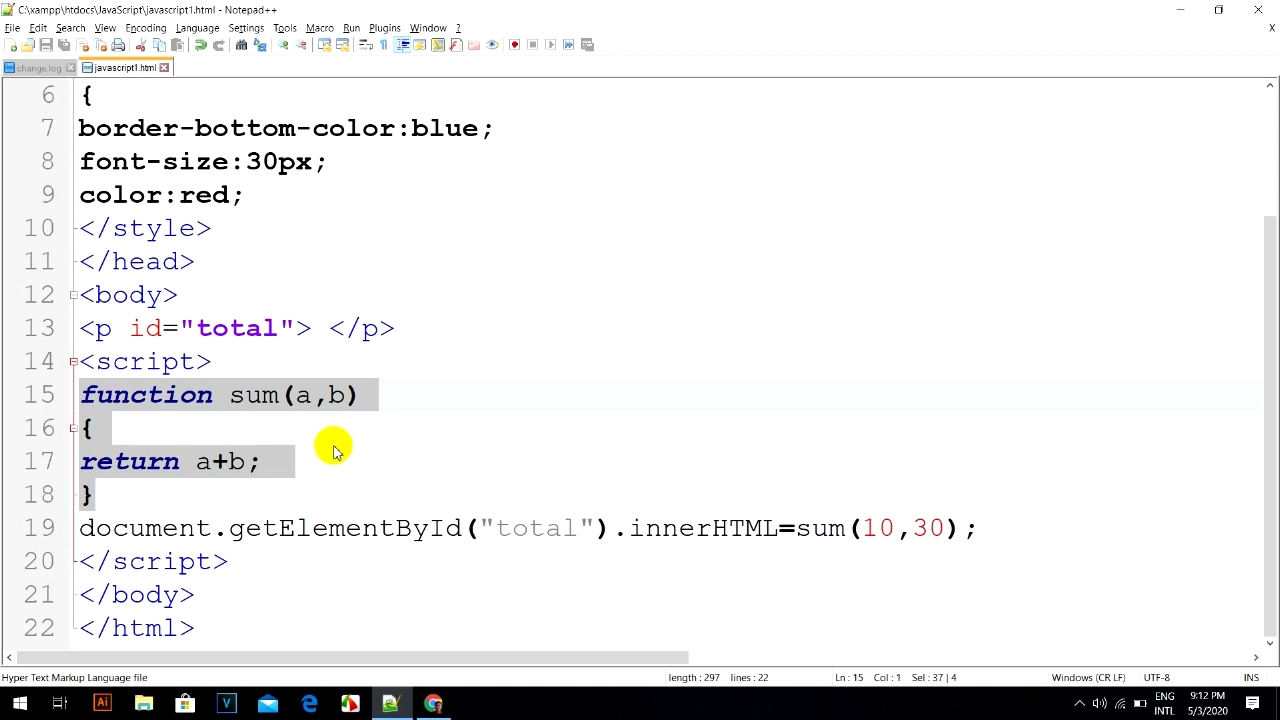 C:\xampp\htdocs\JavaScript\javascript1.html - Notepad++
File Edit Search View Encoding Language Settings Tools Macro Run Plugins Window ?
X
change.log javascript1.html
6 {
7 border-bottom-color:blue;
8 font-size:30px;
9 color:red;
10 </style>
11 </head>
12 <body>
13 <p id="total"> </p>
14 <script>
15 function sum(a,b)
16 {
17 return a+b;
18 }
19 document.getElementById("total").innerHTML=sum(10,30);
20 </script>
21 </body>
22 </html>
Hyper Text Markup Language file length : 297 lines : 22 Ln : 15 Col : 1 Sel : 37 | 4 Windows (CR LF) UTF-8 INS
Ai V ENG 9:12 PM
INTL 5/3/2020